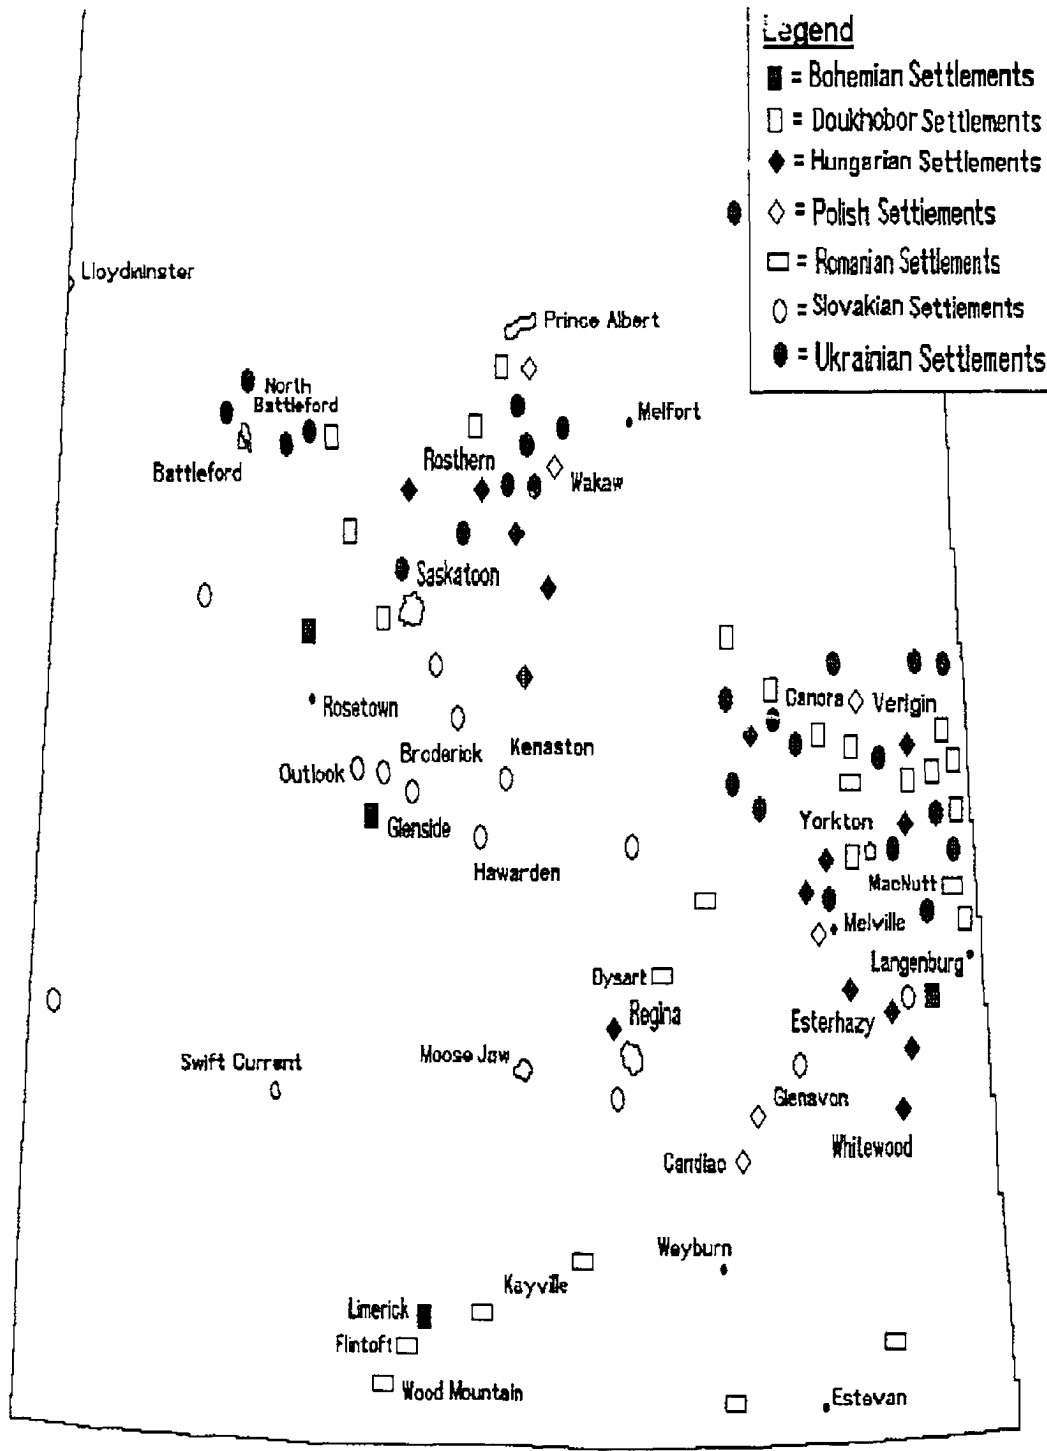 Legend
= Bohemian Settlements
= Doukhobor Settlements
= Hungarian Settlements
= Polish Settlements
= Romanian Settlements
= Slovakian Settlements
= Ukrainian Settlements
Lloydminster
Prince Albert
North
Battleford
Melfort
Battleford
Rosthern
Wakaw
Saskatoon
Rosetown
Canora
Verigin
Broderick
Kenaston
Outlook
Glenside
Yorkton
Hawarden
MacNutt
Melville
Langenburg
Dysart
Regina
Esterhazy
Moose Jaw
Swift Current
Glenavon
Whitewood
Candiac
Weyburn
Kayville
Limerick
Flintoft
Wood Mountain
Estevan